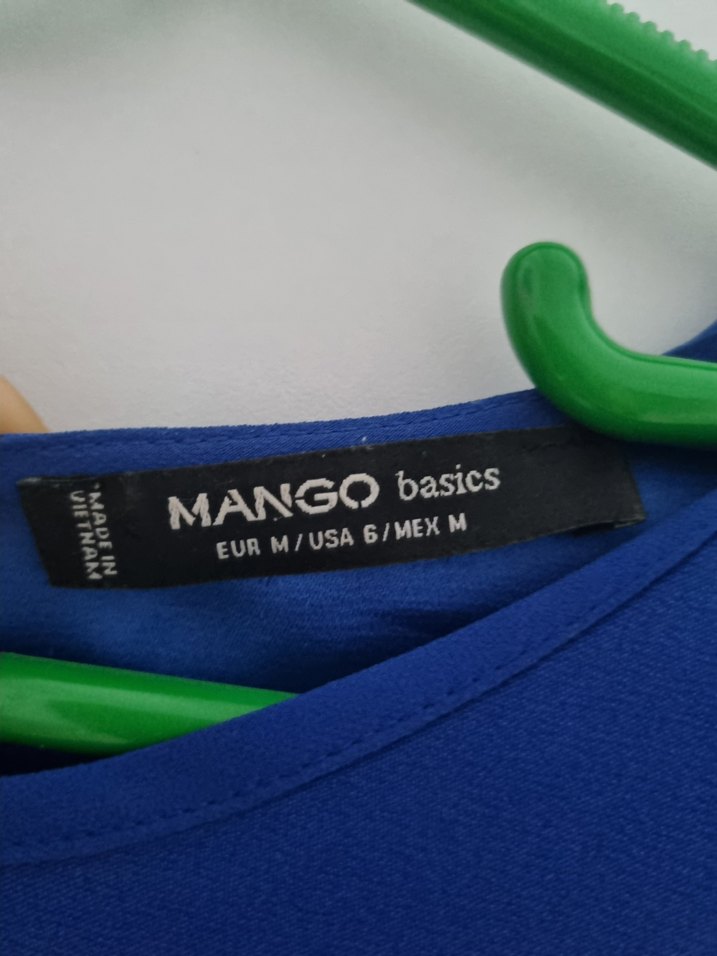 MANGO basics
EUR M/USA 6/MEX M
MADE IN
VIETNAM